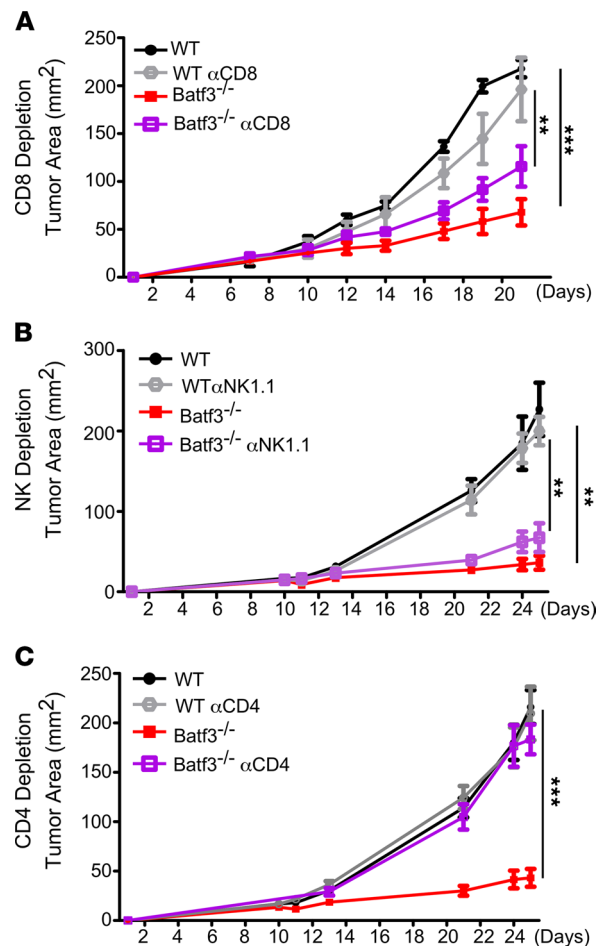 A
CD8 Depletion
Tumor Area (mm²)
250
200
150
100
50
0
WT
WT αCD8
Batf3-/-
Batf3-/- αCD8
**
***
2 4 6 8 10 12 14 16 18 20 (Days)
B
NK Depletion
Tumor Area (mm²)
300
200
100
0
WT
WTαNK1.1
Batf3-/-
Batf3-/- αNK1.1
**
**
2 4 6 8 10 12 14 16 18 20 22 24 (Days)
C
CD4 Depletion
Tumor Area (mm²)
250
200
150
100
50
0
WT
WT αCD4
Batf3-/-
Batf3-/- αCD4
***
2 4 6 8 10 12 14 16 18 20 22 24 (Days)